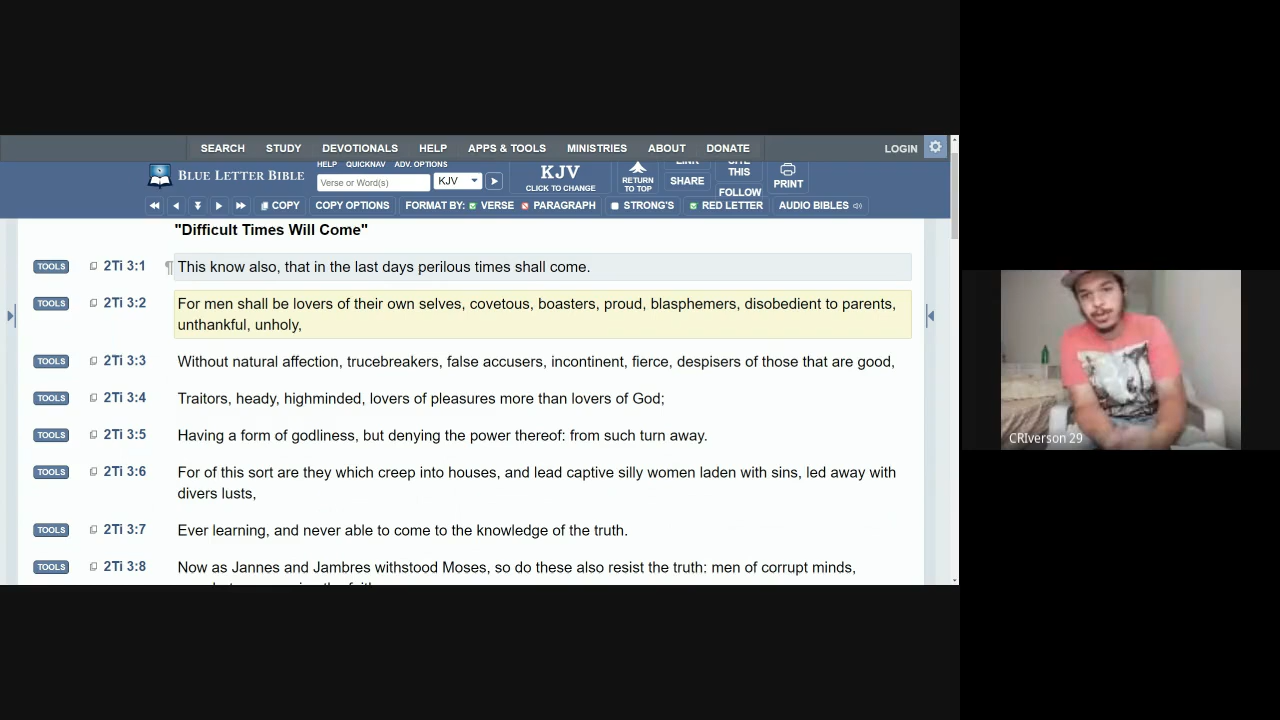 SEARCH STUDY DEVOTIONALS HELP APPS & TOOLS MINISTRIES ABOUT DONATE LOGIN
BLUE LETTER BIBLE
HELP QUICKNAV ADV. OPTIONS
Verse or Word(s) KJV
KJV
CLICK TO CHANGE
RETURN
TO TOP
LINK
SHARE
CITE
THIS
FOLLOW
PRINT
COPY COPY OPTIONS FORMAT BY: VERSE PARAGRAPH STRONG'S RED LETTER AUDIO BIBLES
"Difficult Times Will Come"
TOOLS 2Ti 3:1 ¶ This know also, that in the last days perilous times shall come.
TOOLS 2Ti 3:2 For men shall be lovers of their own selves, covetous, boasters, proud, blasphemers, disobedient to parents,
unthankful, unholy,
TOOLS 2Ti 3:3 Without natural affection, trucebreakers, false accusers, incontinent, fierce, despisers of those that are good,
TOOLS 2Ti 3:4 Traitors, heady, highminded, lovers of pleasures more than lovers of God;
TOOLS 2Ti 3:5 Having a form of godliness, but denying the power thereof: from such turn away.
TOOLS 2Ti 3:6 For of this sort are they which creep into houses, and lead captive silly women laden with sins, led away with
divers lusts,
TOOLS 2Ti 3:7 Ever learning, and never able to come to the knowledge of the truth.
TOOLS 2Ti 3:8 Now as Jannes and Jambres withstood Moses, so do these also resist the truth: men of corrupt minds,
CRIverson 29